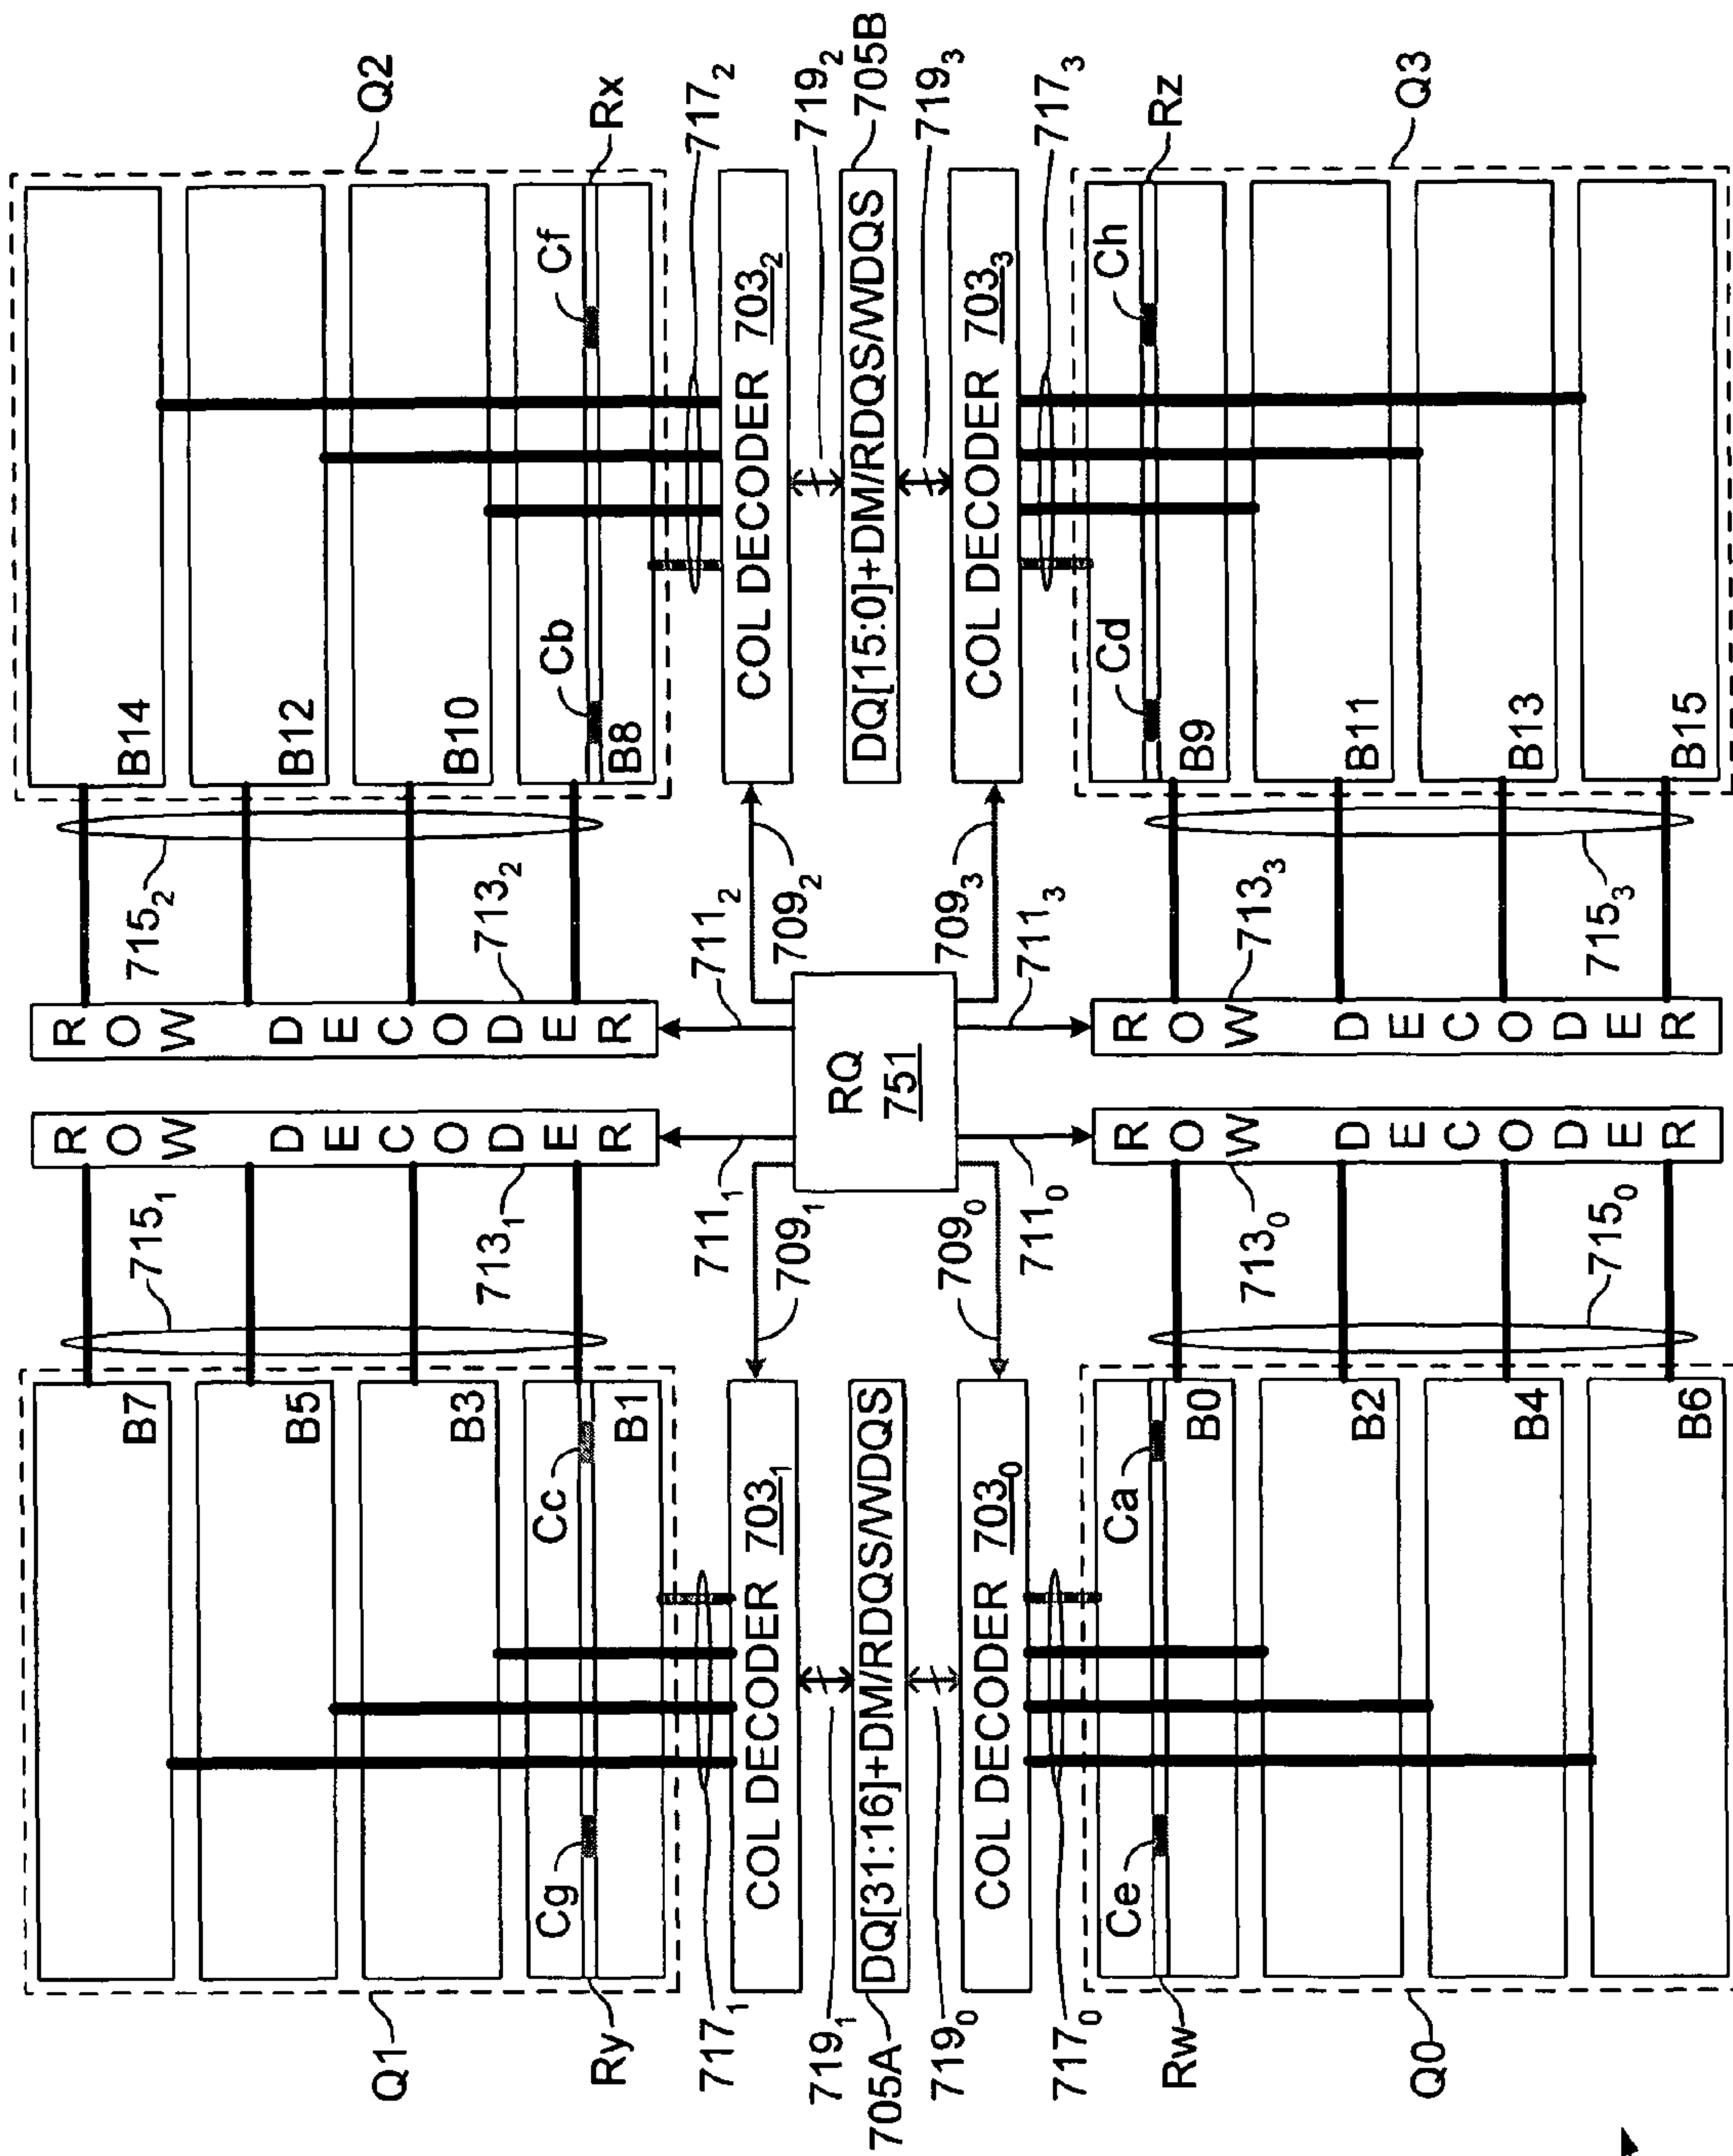 Q1
Q2
B7
B14
B5
B12
B3
B10
B1
B8
Cg
Cc
Cb
Cf
Ry
Rx
715₁
715₂
713₁
713₂
ROW DECODER
ROW DECODER
717₁
717₂
711₁
711₂
COL DECODER 703₁
COL DECODER 703₂
709₁
709₂
719₁
719₂
705A
DQ[31:16]+DM/RDQS/WDQS
RQ
751
DQ[15:0]+DM/RDQS/WDQS
705B
719₀
719₃
709₀
709₃
COL DECODER 703₀
COL DECODER 703₃
711₀
711₃
717₀
717₃
Rw
Rz
Ce
Ca
Cd
Ch
B0
B9
B2
B11
B4
B13
B6
B15
ROW DECODER
ROW DECODER
713₀
713₃
715₀
715₃
Q0
Q3